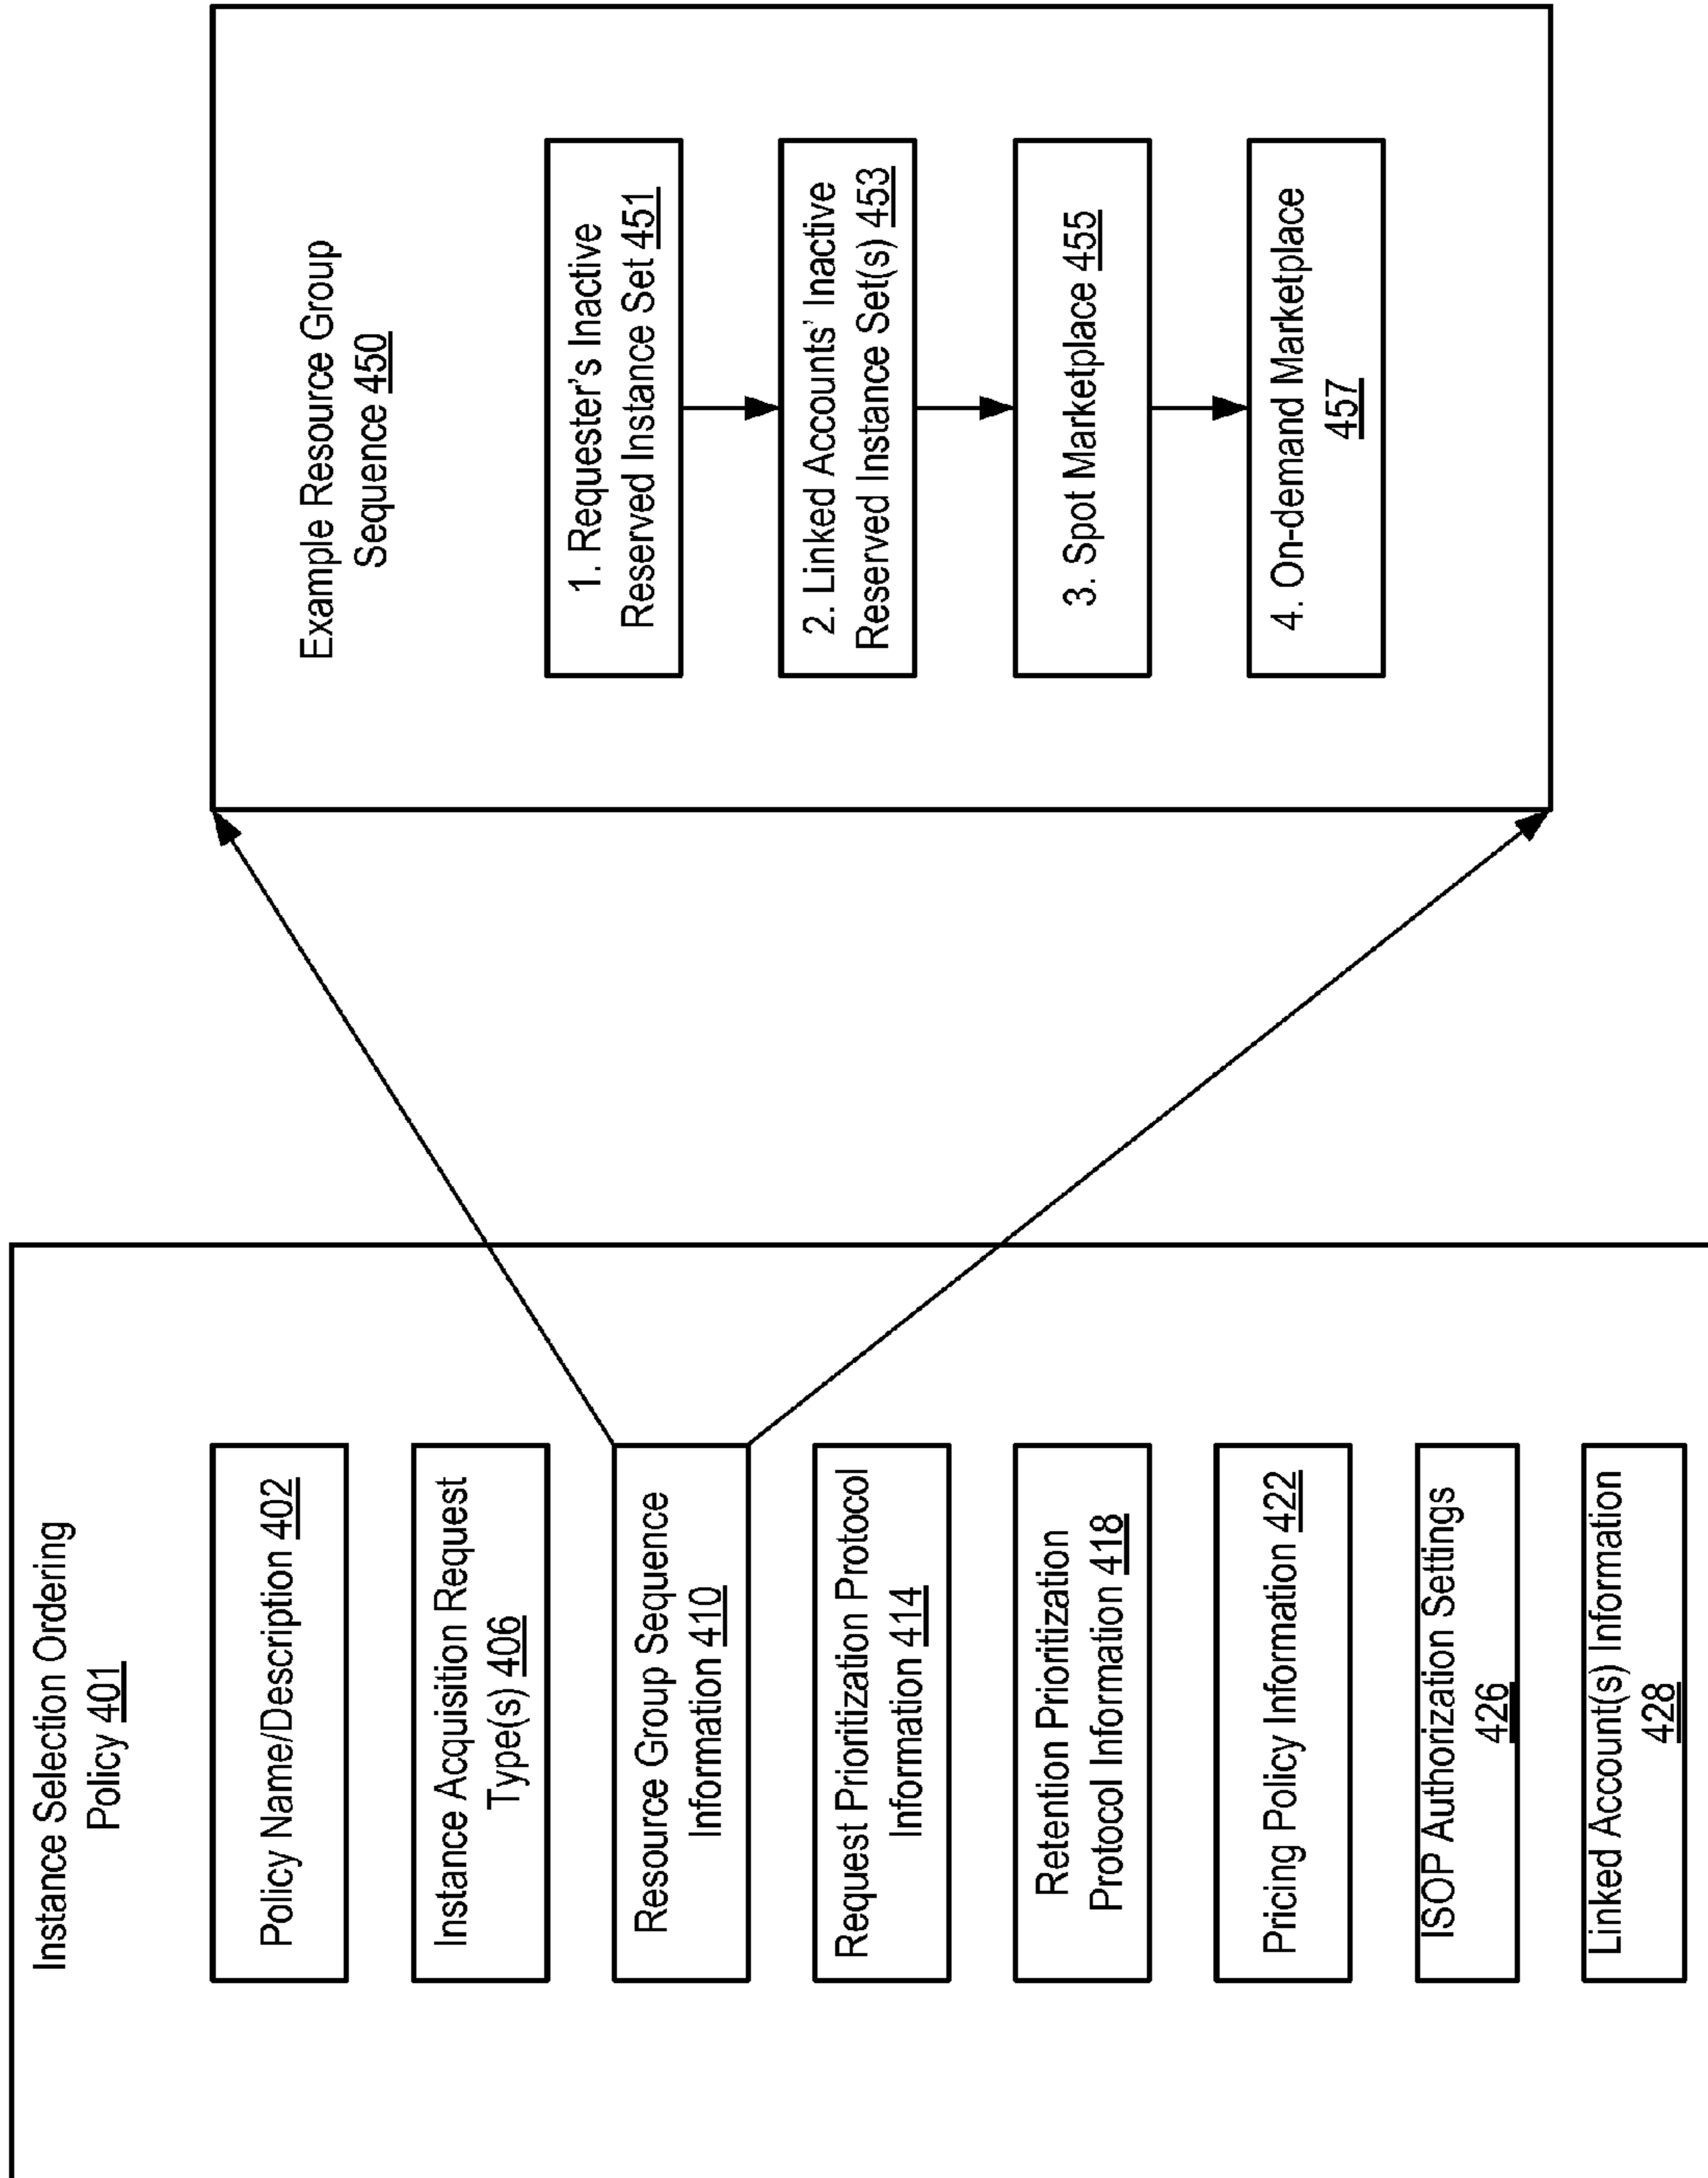 Instance Selection Ordering
Policy 401
Policy Name/Description 402
Instance Acquisition Request
Type(s) 406
Resource Group Sequence
Information 410
Request Prioritization Protocol
Information 414
Retention Prioritization
Protocol Information 418
Pricing Policy Information 422
ISOP Authorization Settings
426
Linked Account(s) Information
428
Example Resource Group
Sequence 450
1. Requester's Inactive
Reserved Instance Set 451
2. Linked Accounts' Inactive
Reserved Instance Set(s) 453
3. Spot Marketplace 455
4. On-demand Marketplace
457